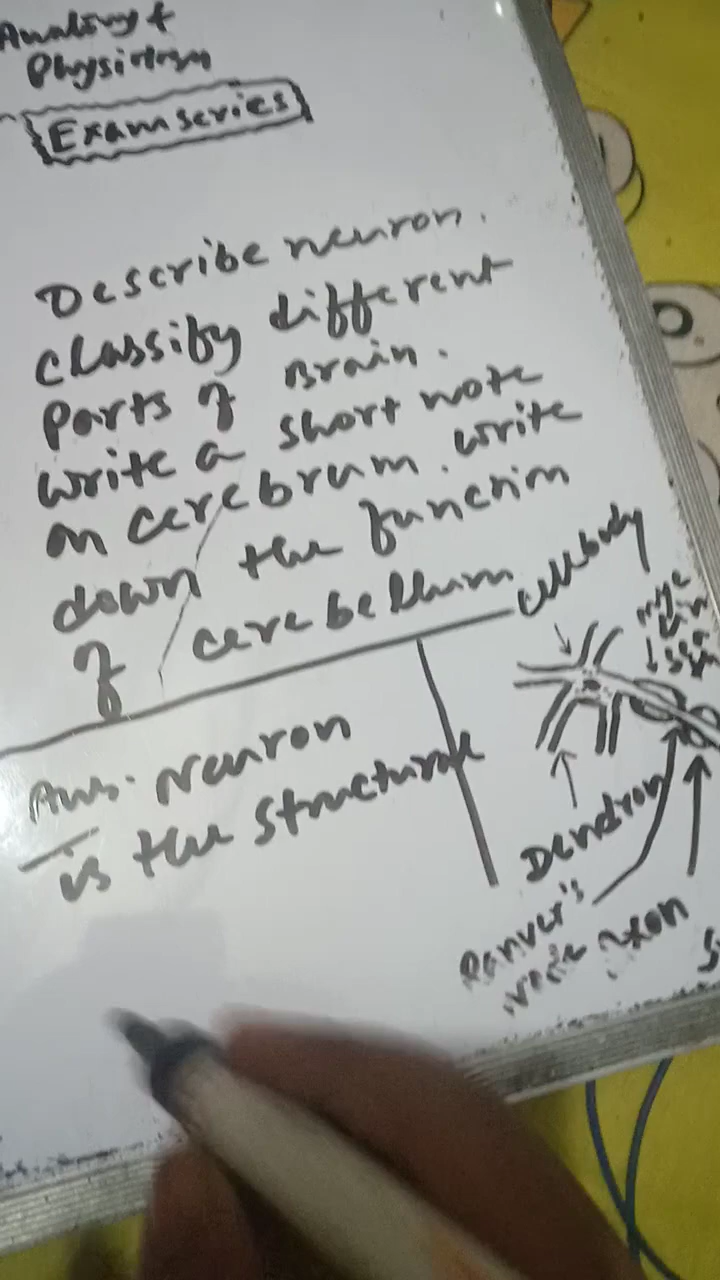 Anatomy &
Physiology
Exam series
Describe neuron.
classify different
parts of Brain.
write a short note
on cerebrum. write
down the function
of cerebellum
cell body
Ans. Neuron
is the structural
Dendron
Ranver's
node
Axon